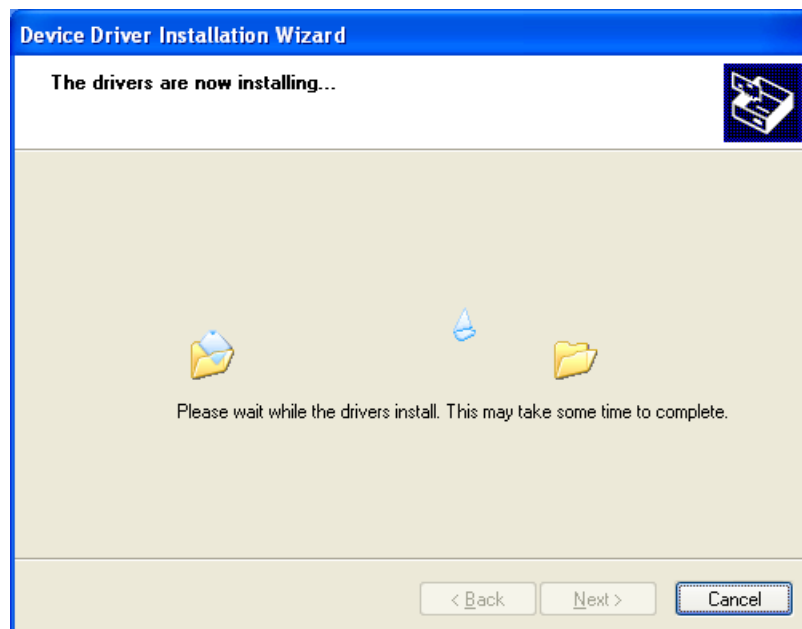 Device Driver Installation Wizard
The drivers are now installing...
Please wait while the drivers install. This may take some time to complete.
< Back
Next >
Cancel